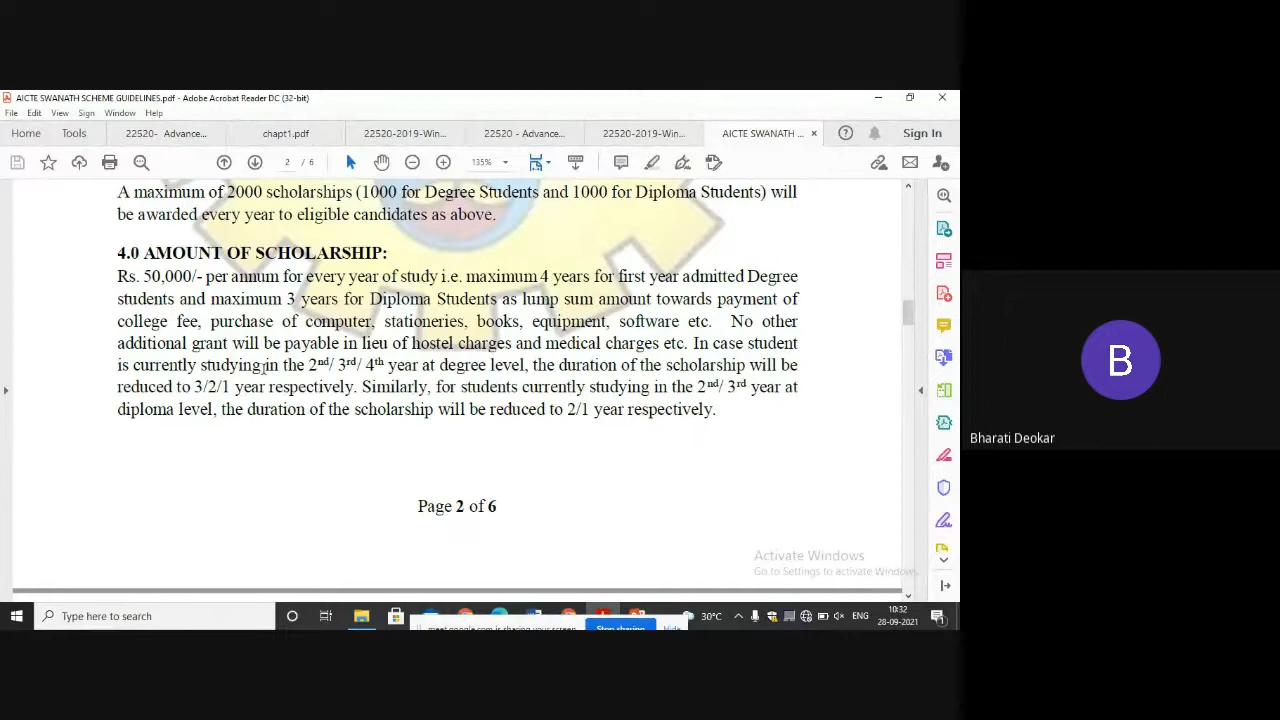 AICTE SWANATH SCHEME GUIDELINES.pdf - Adobe Acrobat Reader DC (32-bit)
File Edit View Window Help
Home Tools 22520- Advance... chapt1.pdf 22520-2019-Win... 22520 - Advance... 22520-2019-Win... AICTE SWANATH ... Sign In
2 / 6 135%
A maximum of 2000 scholarships (1000 for Degree Students and 1000 for Diploma Students) will
be awarded every year to eligible candidates as above.
4.0 AMOUNT OF SCHOLARSHIP:
Rs. 50,000/- per annum for every year of study i.e. maximum 4 years for first year admitted Degree
students and maximum 3 years for Diploma Students as lump sum amount towards payment of
college fee, purchase of computer, stationeries, books, equipment, software etc. No other
additional grant will be payable in lieu of hostel charges and medical charges etc. In case student
is currently studying in the 2nd/ 3rd/ 4th year at degree level, the duration of the scholarship will be
reduced to 3/2/1 year respectively. Similarly, for students currently studying in the 2nd/ 3rd year at
diploma level, the duration of the scholarship will be reduced to 2/1 year respectively.
Page 2 of 6
Activate Windows
Go to Settings to activate Windows.
B
Bharati Deokar
Type here to search
30°C
ENG
10:32
28-09-2021
meet.google.com is sharing your screen.
Stop sharing
Hide